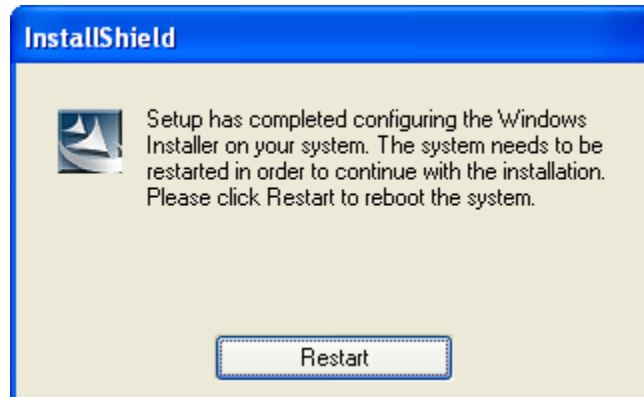 InstallShield
Setup has completed configuring the Windows
Installer on your system. The system needs to be
restarted in order to continue with the installation.
Please click Restart to reboot the system.
Restart